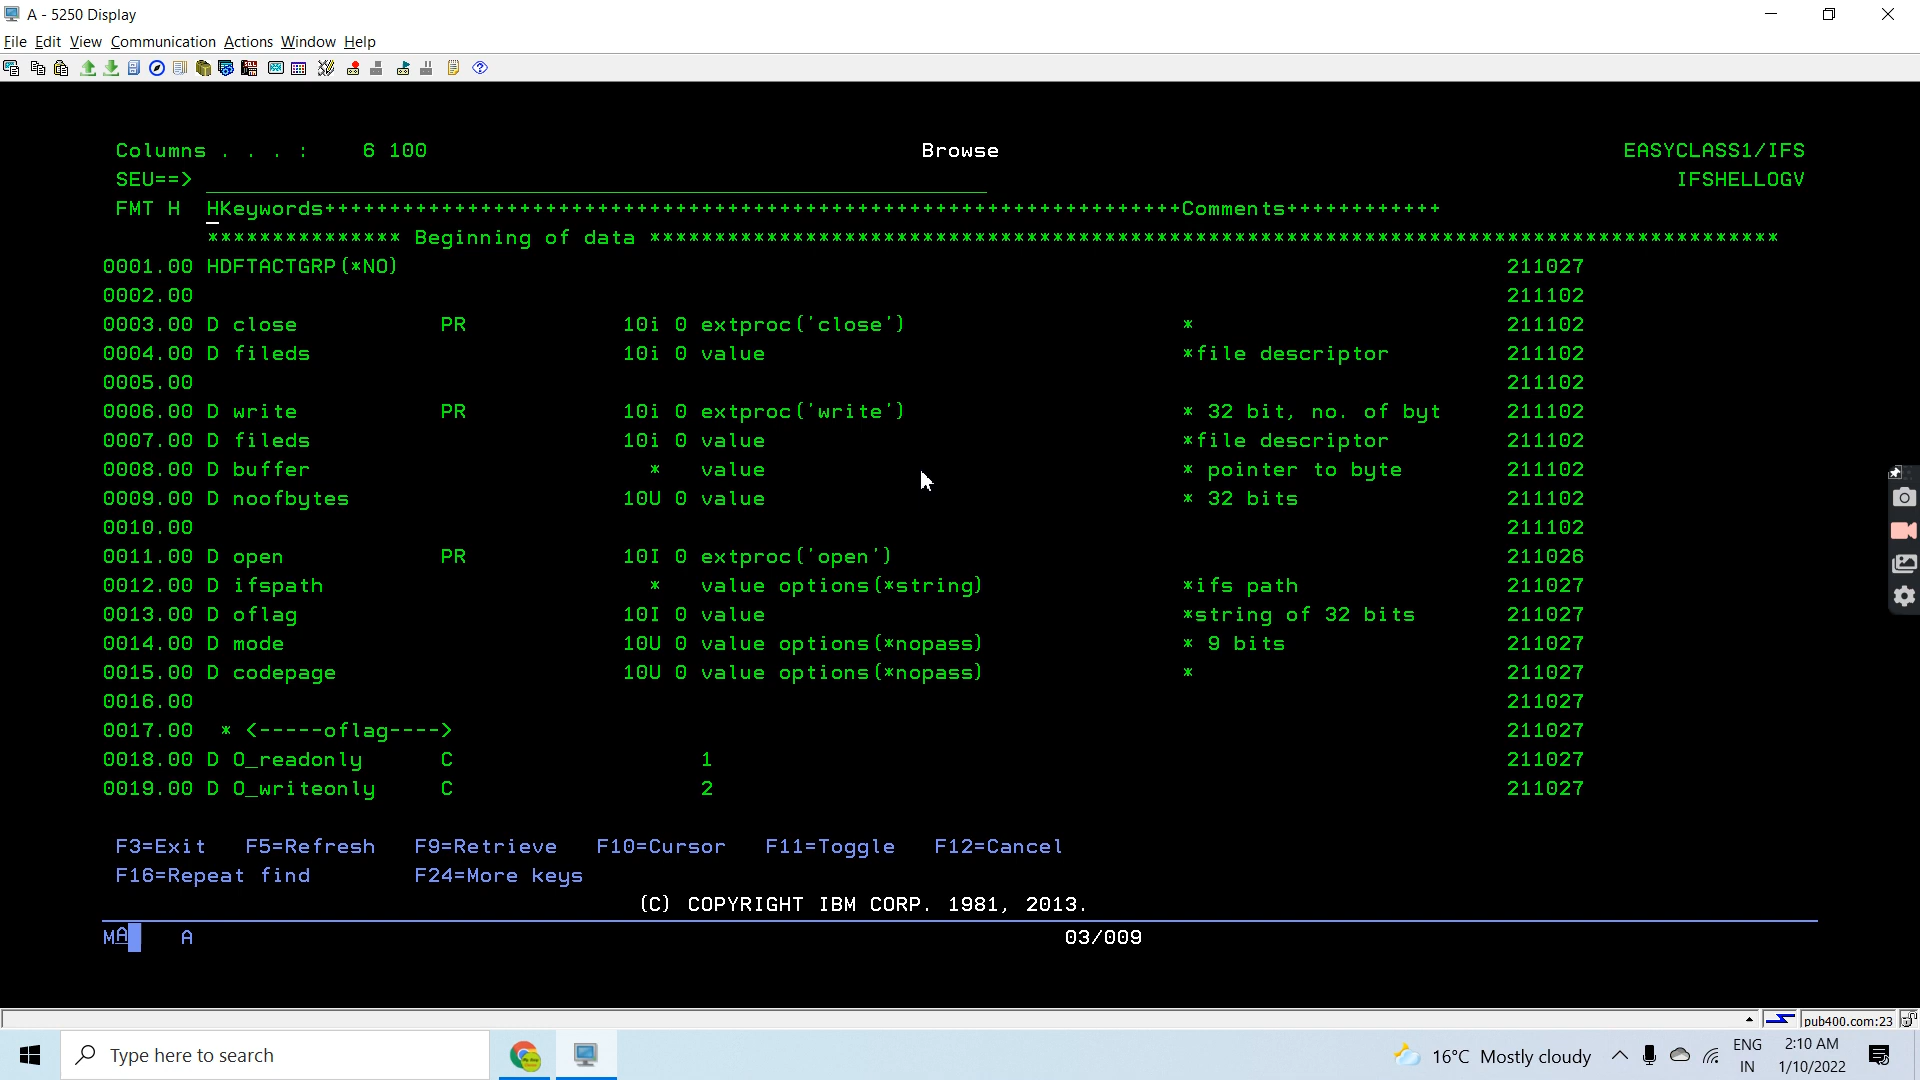 A - 5250 Display
File Edit View Communication Actions Window Help
Columns . . . : 6 100 Browse EASYCLASS1/IFS
SEU==> IFSHELLOGV
FMT H HKeywords++++++++++++++++++++++++++++++++++++++++++++++++++++++++++++++++++Comments++++++++++++
*************** Beginning of data ***************************************************************************************
0001.00 HDFTACTGRP(*NO) 211027
0002.00 211102
0003.00 D close PR 10i 0 extproc('close') * 211102
0004.00 D fileds 10i 0 value *file descriptor 211102
0005.00 211102
0006.00 D write PR 10i 0 extproc('write') * 32 bit, no. of byt 211102
0007.00 D fileds 10i 0 value *file descriptor 211102
0008.00 D buffer * value * pointer to byte 211102
0009.00 D noofbytes 10U 0 value * 32 bits 211102
0010.00 211102
0011.00 D open PR 10I 0 extproc('open') 211026
0012.00 D ifspath * value options(*string) *ifs path 211027
0013.00 D oflag 10I 0 value *string of 32 bits 211027
0014.00 D mode 10U 0 value options(*nopass) * 9 bits 211027
0015.00 D codepage 10U 0 value options(*nopass) * 211027
0016.00 211027
0017.00 * <-----oflag----> 211027
0018.00 D O_readonly C 1 211027
0019.00 D O_writeonly C 2 211027
F3=Exit F5=Refresh F9=Retrieve F10=Cursor F11=Toggle F12=Cancel
F16=Repeat find F24=More keys
(C) COPYRIGHT IBM CORP. 1981, 2013.
MA A 03/009
pub400.com:23
Type here to search 16°C Mostly cloudy ENG IN 2:10 AM 1/10/2022